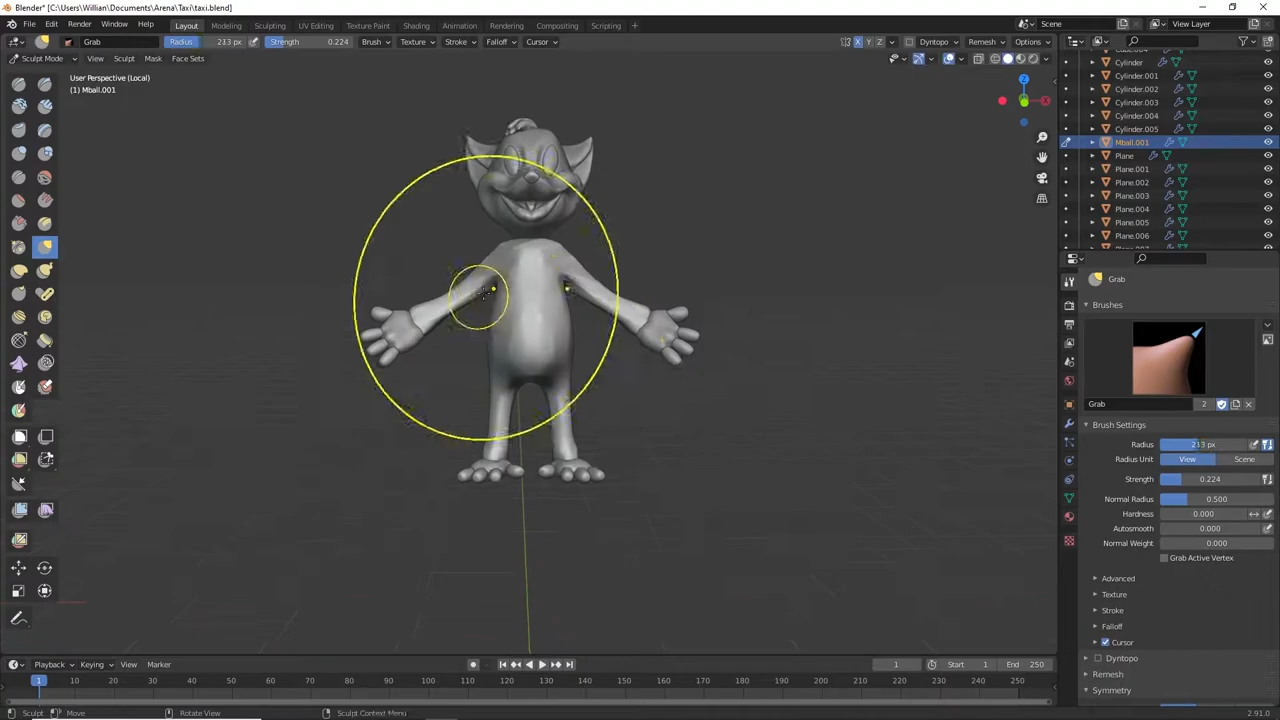 Blender* [C:\Users\Willian\Documents\Arena\Taxi\taxi.blend]
File Edit Render Window Help Layout Modeling Sculpting UV Editing Texture Paint Shading Animation Rendering Compositing Scripting + Scene View Layer
Grab Radius 213 px Strength 0.224 Brush Texture Stroke Falloff Cursor X Y Z Dyntopo Remesh Options
Sculpt Mode View Sculpt Mask Face Sets
User Perspective (Local)
(1) Mball.001
Z
X
Cylinder
Cylinder.001
Cylinder.002
Cylinder.003
Cylinder.004
Cylinder.005
Mball.001
Plane
Plane.001
Plane.002
Plane.003
Plane.004
Plane.005
Plane.006
Grab
Brushes
Grab 2
Brush Settings
Radius 213 px
Radius Unit View Scene
Strength 0.224
Normal Radius 0.500
Hardness 0.000
Autosmooth 0.000
Normal Weight 0.000
Grab Active Vertex
Advanced
Texture
Stroke
Falloff
Cursor
Dyntopo
Remesh
Symmetry
Playback Keying View Marker 1 Start 1 End 250
1 10 20 30 40 50 60 70 80 90 100 110 120 130 140 150 160 170 180 190 200 210 220 230 240 250
Sculpt Move Rotate View Sculpt Context Menu 2.91.0